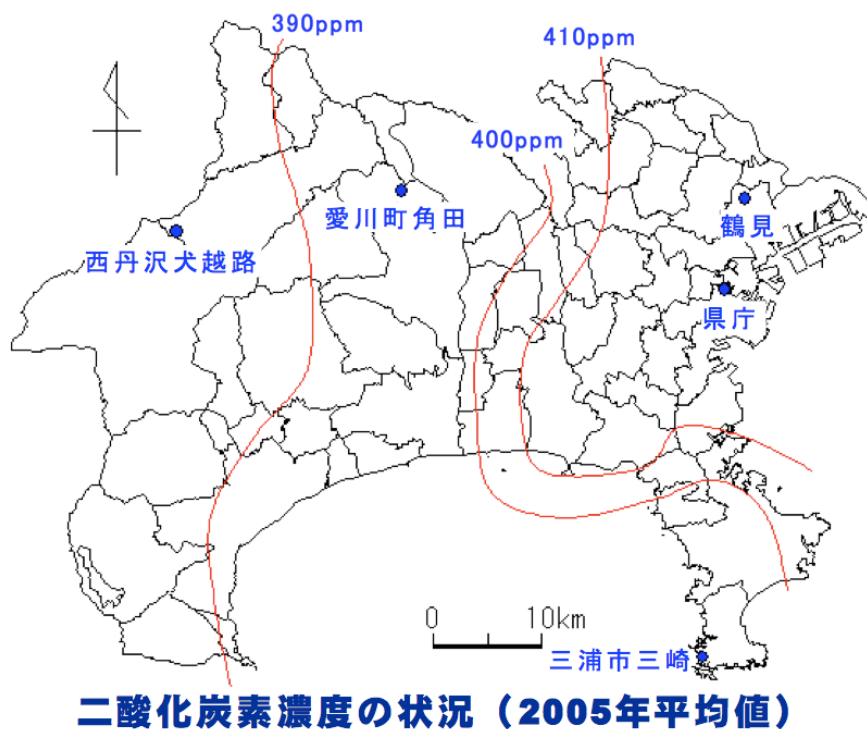 390ppm
410ppm
400ppm
愛川町角田
鶴見
西丹沢犬越路
県庁
0 10km
三浦市三崎
二酸化炭素濃度の状況（2005年平均値）